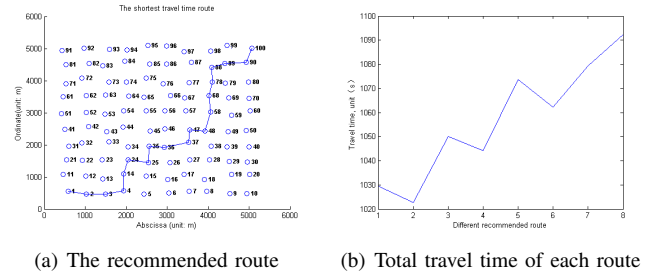 The shortest travel time route
6000
5000
4000
3000
2000
1000
0
Ordinate(unit: m)
91 92 93 94 95 96 97 98 99 100
81 82 83 84 85 86 87 88 89 90
71 72 73 74 75 76 77 78 79 80
61 62 63 64 65 66 67 68 69 70
51 52 53 54 55 56 57 58 59 60
41 42 43 44 45 46 47 48 49 50
31 32 33 34 35 36 37 38 39 40
21 22 23 24 25 26 27 28 29 30
11 12 13 14 15 16 17 18 19 20
1 2 3 4 5 6 7 8 9 10
0 1000 2000 3000 4000 5000 6000
Abscissa (unit: m)
(a) The recommended route
1100
1090
1080
1070
1060
1050
1040
1030
1020
Travel time, unit (s)
1 2 3 4 5 6 7 8
Different recommended route
(b) Total travel time of each route